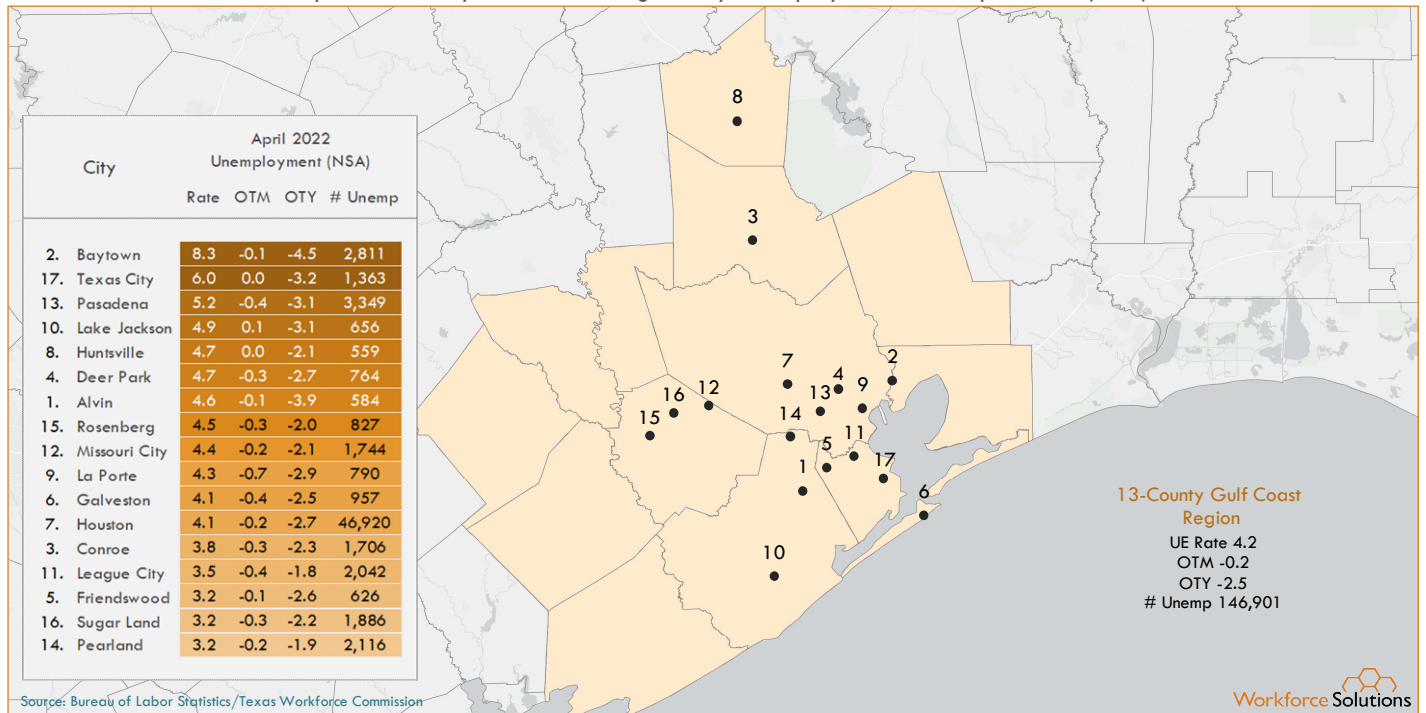 April 2022
Unemployment (NSA)
City
Rate OTM OTY # Unemp
2. Baytown 8.3 -0.1 -4.5 2,811
17. Texas City 6.0 0.0 -3.2 1,363
13. Pasadena 5.2 -0.4 -3.1 3,349
10. Lake Jackson 4.9 0.1 -3.1 656
8. Huntsville 4.7 0.0 -2.1 559
4. Deer Park 4.7 -0.3 -2.7 764
1. Alvin 4.6 -0.1 -3.9 584
15. Rosenberg 4.5 -0.3 -2.0 827
12. Missouri City 4.4 -0.2 -2.1 1,744
9. La Porte 4.3 -0.7 -2.9 790
6. Galveston 4.1 -0.4 -2.5 957
7. Houston 4.1 -0.2 -2.7 46,920
3. Conroe 3.8 -0.3 -2.3 1,706
11. League City 3.5 -0.4 -1.8 2,042
5. Friendswood 3.2 -0.1 -2.6 626
16. Sugar Land 3.2 -0.3 -2.2 1,886
14. Pearland 3.2 -0.2 -1.9 2,116
8
3
2
7
4
16
12
13
9
15
14
11
5
1
17
6
10
13-County Gulf Coast
Region
UE Rate 4.2
OTM -0.2
OTY -2.5
# Unemp 146,901
Source: Bureau of Labor Statistics/Texas Workforce Commission
Workforce Solutions